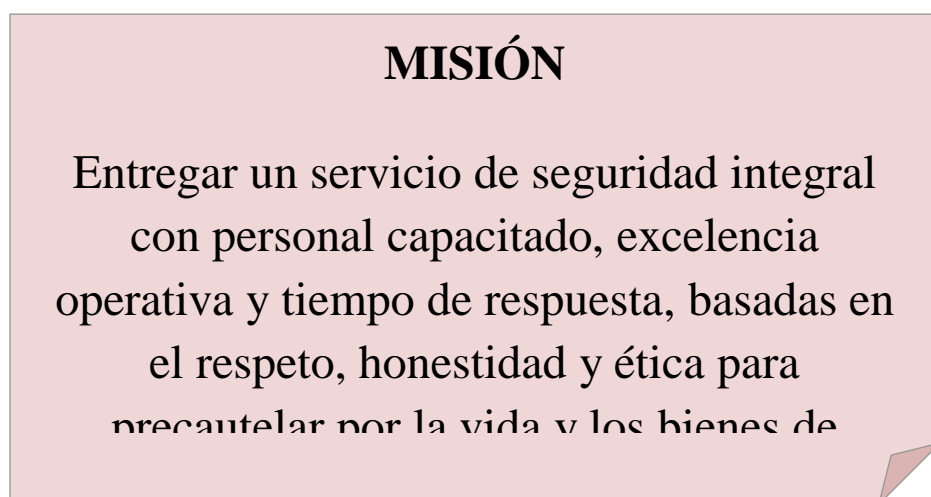 MISIÓN
Entregar un servicio de seguridad integral
con personal capacitado, excelencia
operativa y tiempo de respuesta, basadas en
el respeto, honestidad y ética para
precautelar por la vida y los bienes de